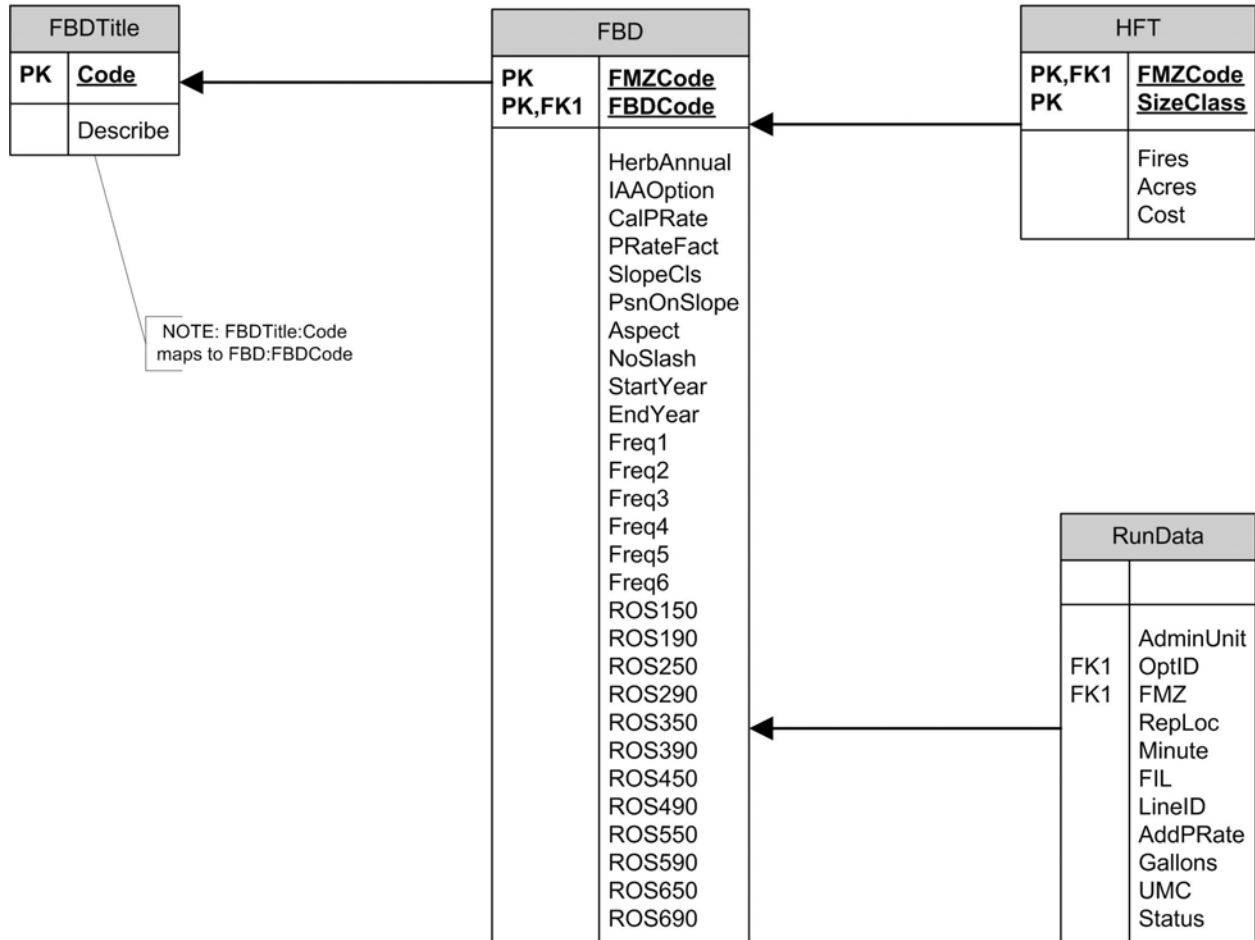 FBDTitle
PK Code
Describe
NOTE: FBDTitle:Code
maps to FBD:FBDCode
FBD
PK FMZCode
PK,FK1 FBDCode
HerbAnnual
IAAOption
CalPRate
PRateFact
SlopeCls
PsnOnSlope
Aspect
NoSlash
StartYear
EndYear
Freq1
Freq2
Freq3
Freq4
Freq5
Freq6
ROS150
ROS190
ROS250
ROS290
ROS350
ROS390
ROS450
ROS490
ROS550
ROS590
ROS650
ROS690
HFT
PK,FK1 FMZCode
PK SizeClass
Fires
Acres
Cost
RunData
AdminUnit
FK1 OptID
FK1 FMZ
RepLoc
Minute
FIL
LineID
AddPRate
Gallons
UMC
Status